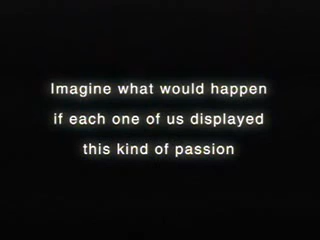 Imagine what would happen
if each one of us displayed
this kind of passion